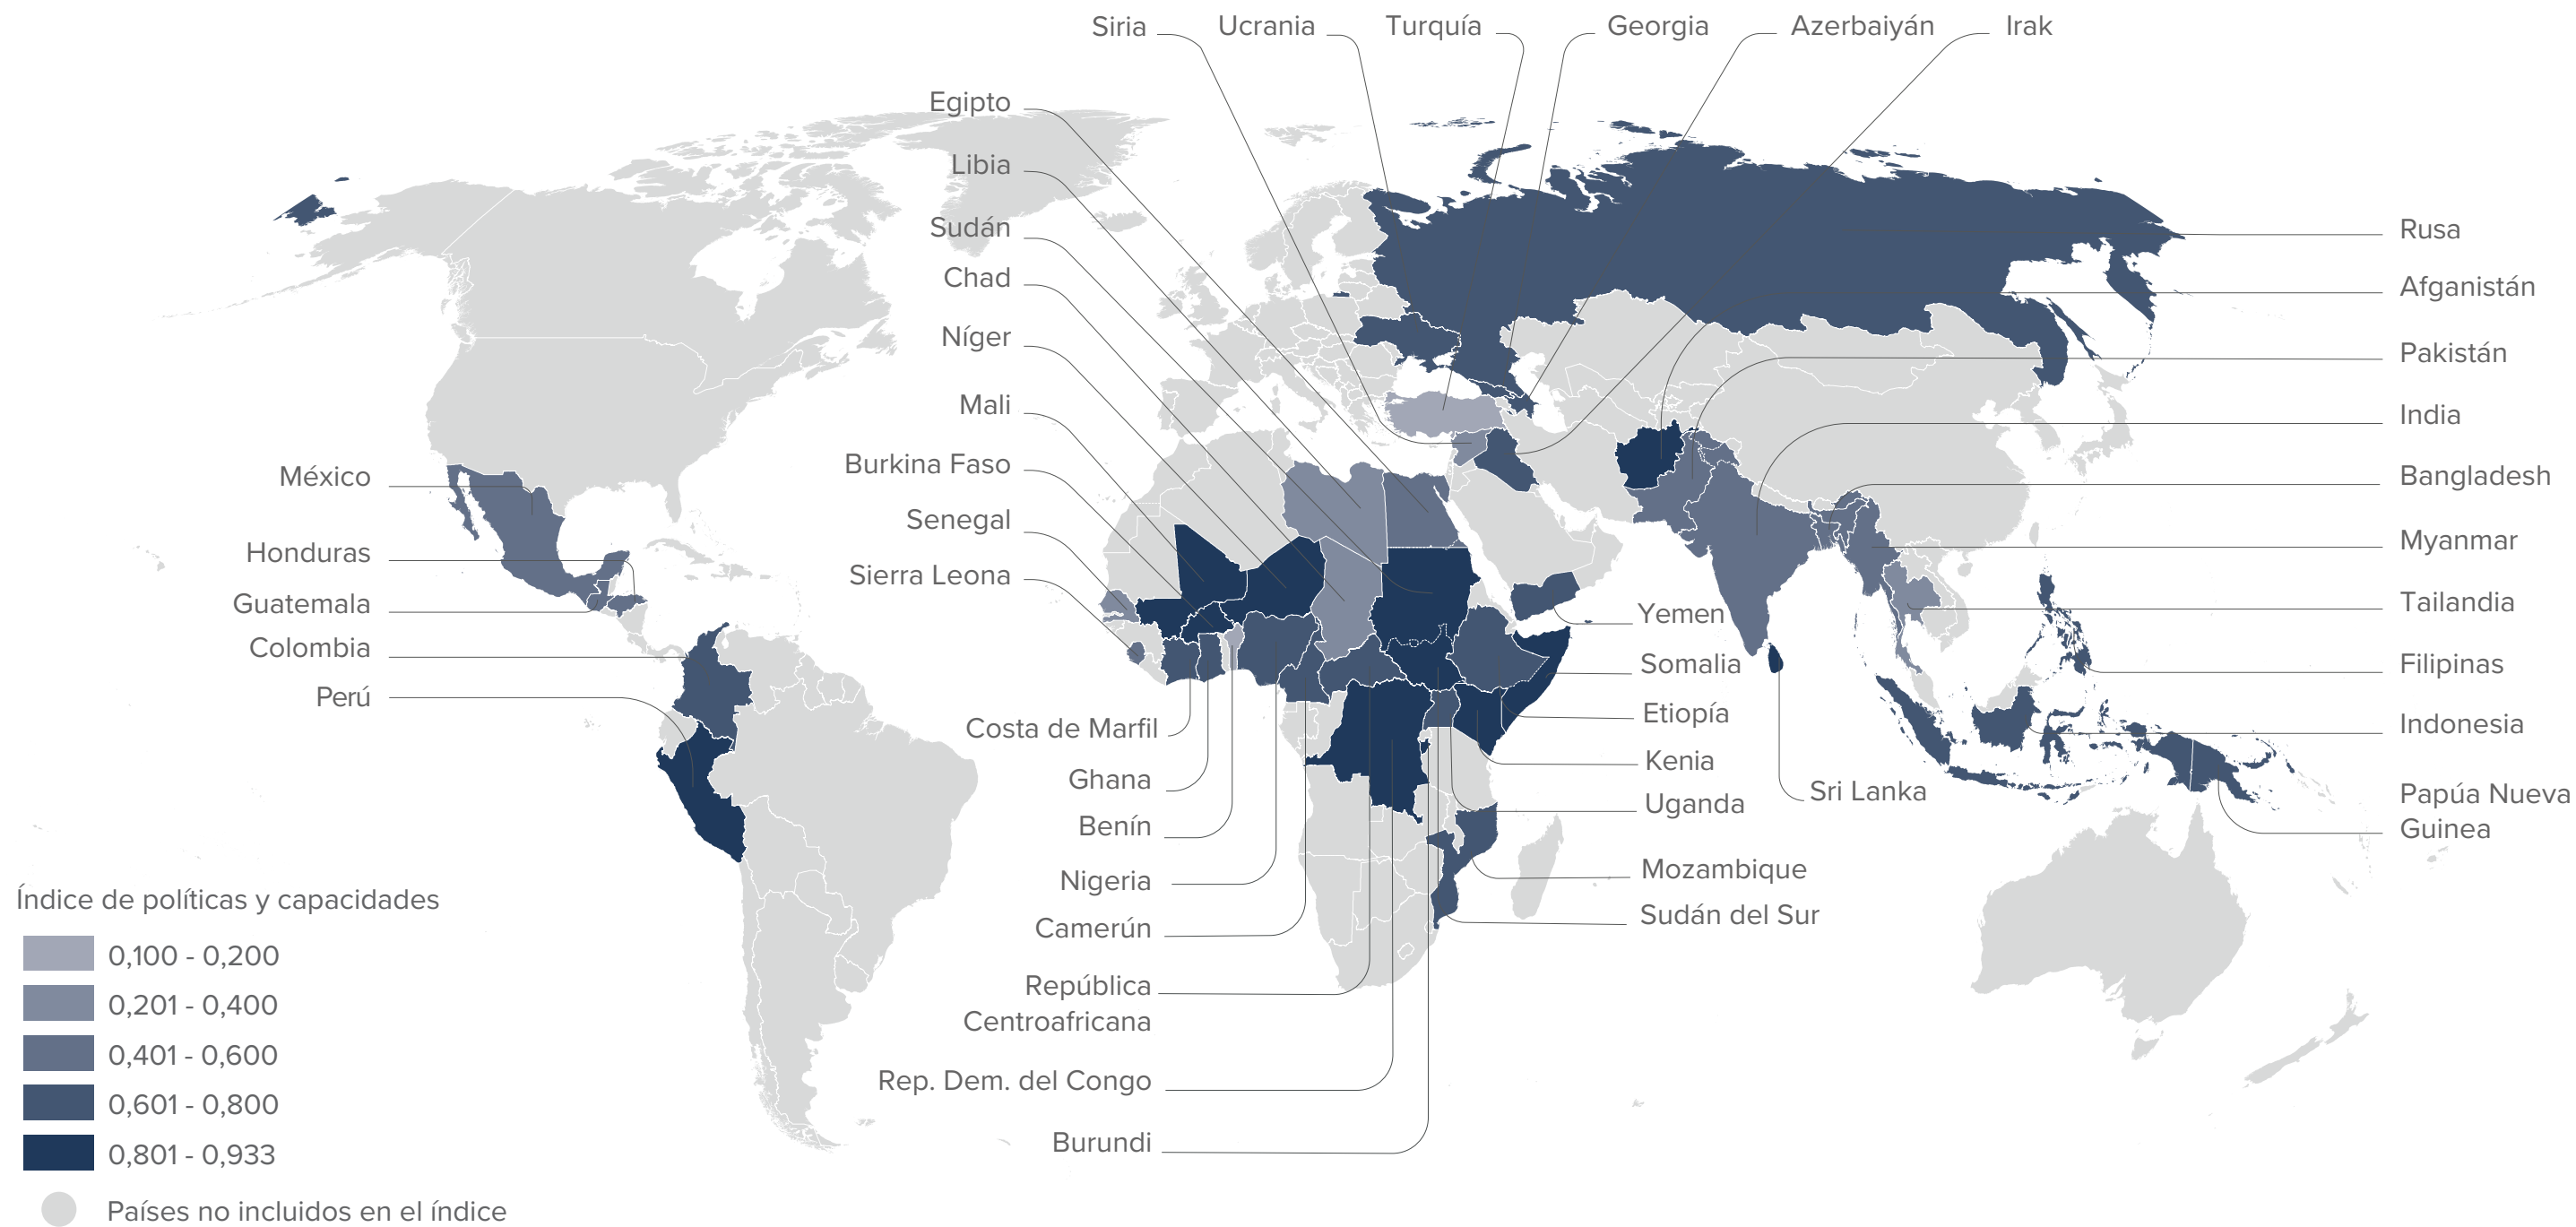 Siria
Ucrania
Turquía
Georgia
Azerbaiyán
Irak
Egipto
Libia
Sudán
Chad
Níger
Mali
Burkina Faso
Senegal
Sierra Leona
México
Honduras
Guatemala
Colombia
Perú
Rusa
Afganistán
Pakistán
India
Bangladesh
Myanmar
Tailandia
Filipinas
Indonesia
Papúa Nueva
Guinea
Yemen
Somalia
Etiopía
Kenia
Uganda
Sri Lanka
Mozambique
Sudán del Sur
Costa de Marfil
Ghana
Benín
Nigeria
Camerún
República
Centroafricana
Rep. Dem. del Congo
Burundi
Índice de políticas y capacidades
0,100 - 0,200
0,201 - 0,400
0,401 - 0,600
0,601 - 0,800
0,801 - 0,933
Países no incluidos en el índice